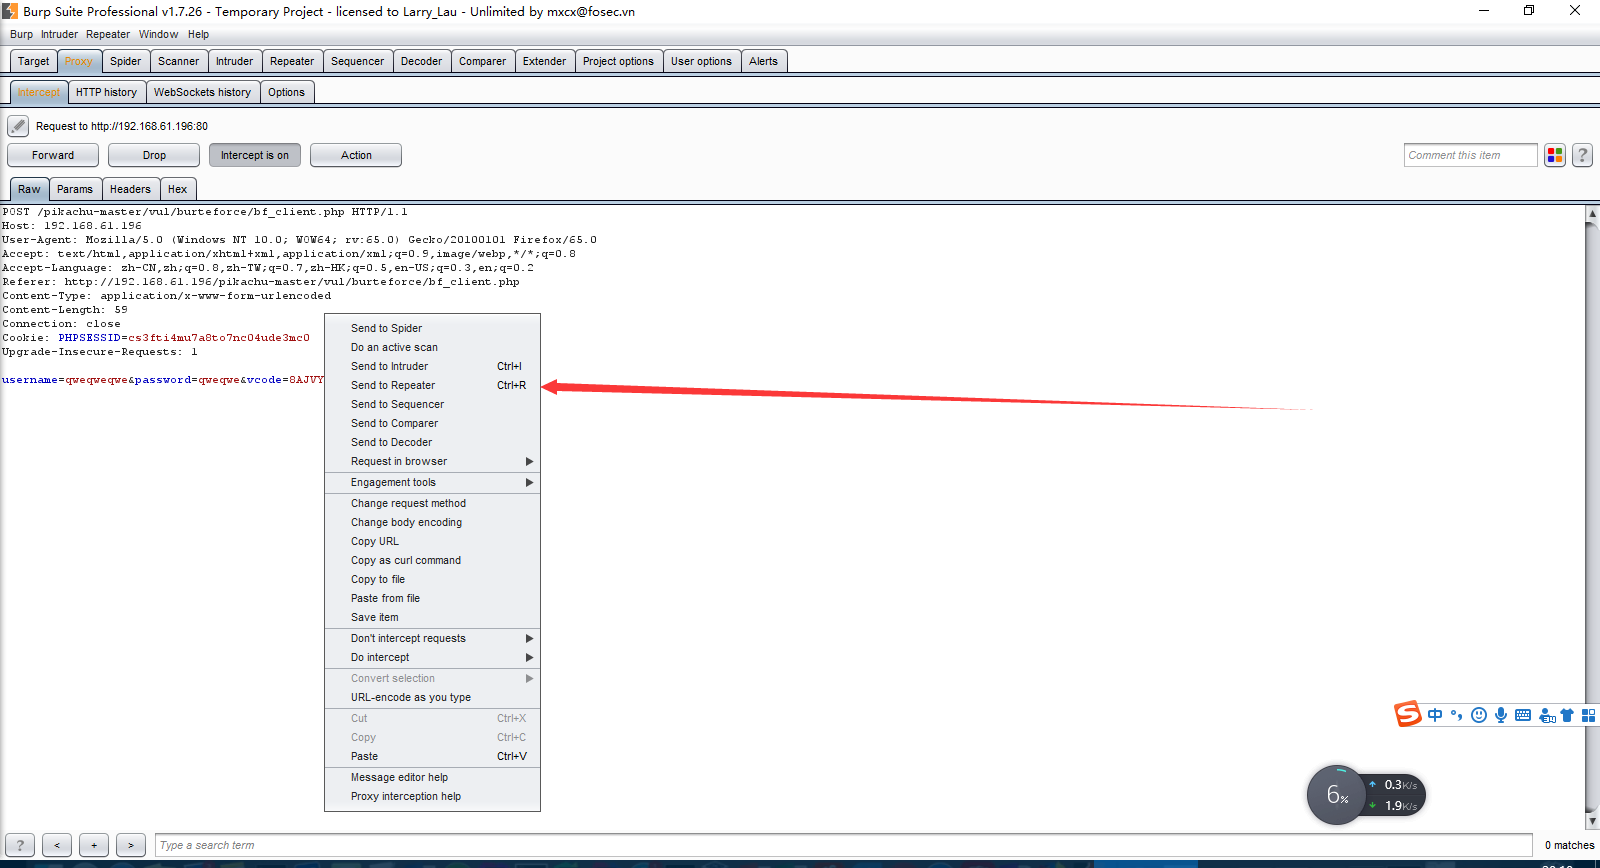 Burp Suite Professional v1.7.26 - Temporary Project - licensed to Larry_Lau - Unlimited by mxcx@fosec.vn
Burp Intruder Repeater Window Help
Target Proxy Spider Scanner Intruder Repeater Sequencer Decoder Comparer Extender Project options User options Alerts
Intercept HTTP history WebSockets history Options
Request to http://192.168.61.196:80
Forward Drop Intercept is on Action Comment this item ?
Raw Params Headers Hex
POST /pikachu-master/vul/burteforce/bf_client.php HTTP/1.1
Host: 192.168.61.196
User-Agent: Mozilla/5.0 (Windows NT 10.0; WOW64; rv:65.0) Gecko/20100101 Firefox/65.0
Accept: text/html,application/xhtml+xml,application/xml;q=0.9,image/webp,*/*;q=0.8
Accept-Language: zh-CN,zh;q=0.8,zh-TW;q=0.7,zh-HK;q=0.5,en-US;q=0.3,en;q=0.2
Referer: http://192.168.61.196/pikachu-master/vul/burteforce/bf_client.php
Content-Type: application/x-www-form-urlencoded
Content-Length: 59
Connection: close
Cookie: PHPSESSID=cs3fti4mu7a8to7nc04ude3mc0
Upgrade-Insecure-Requests: 1
username=qweqweqwe&password=qweqwe&vcode=8AJVY
Send to Spider
Do an active scan
Send to Intruder Ctrl+I
Send to Repeater Ctrl+R
Send to Sequencer
Send to Comparer
Send to Decoder
Request in browser
Engagement tools
Change request method
Change body encoding
Copy URL
Copy as curl command
Copy to file
Paste from file
Save item
Don't intercept requests
Do intercept
Convert selection
URL-encode as you type
Cut Ctrl+X
Copy Ctrl+C
Paste Ctrl+V
Message editor help
Proxy interception help
S 中
6% 0.3K/s
1.9K/s
? < + > Type a search term 0 matches